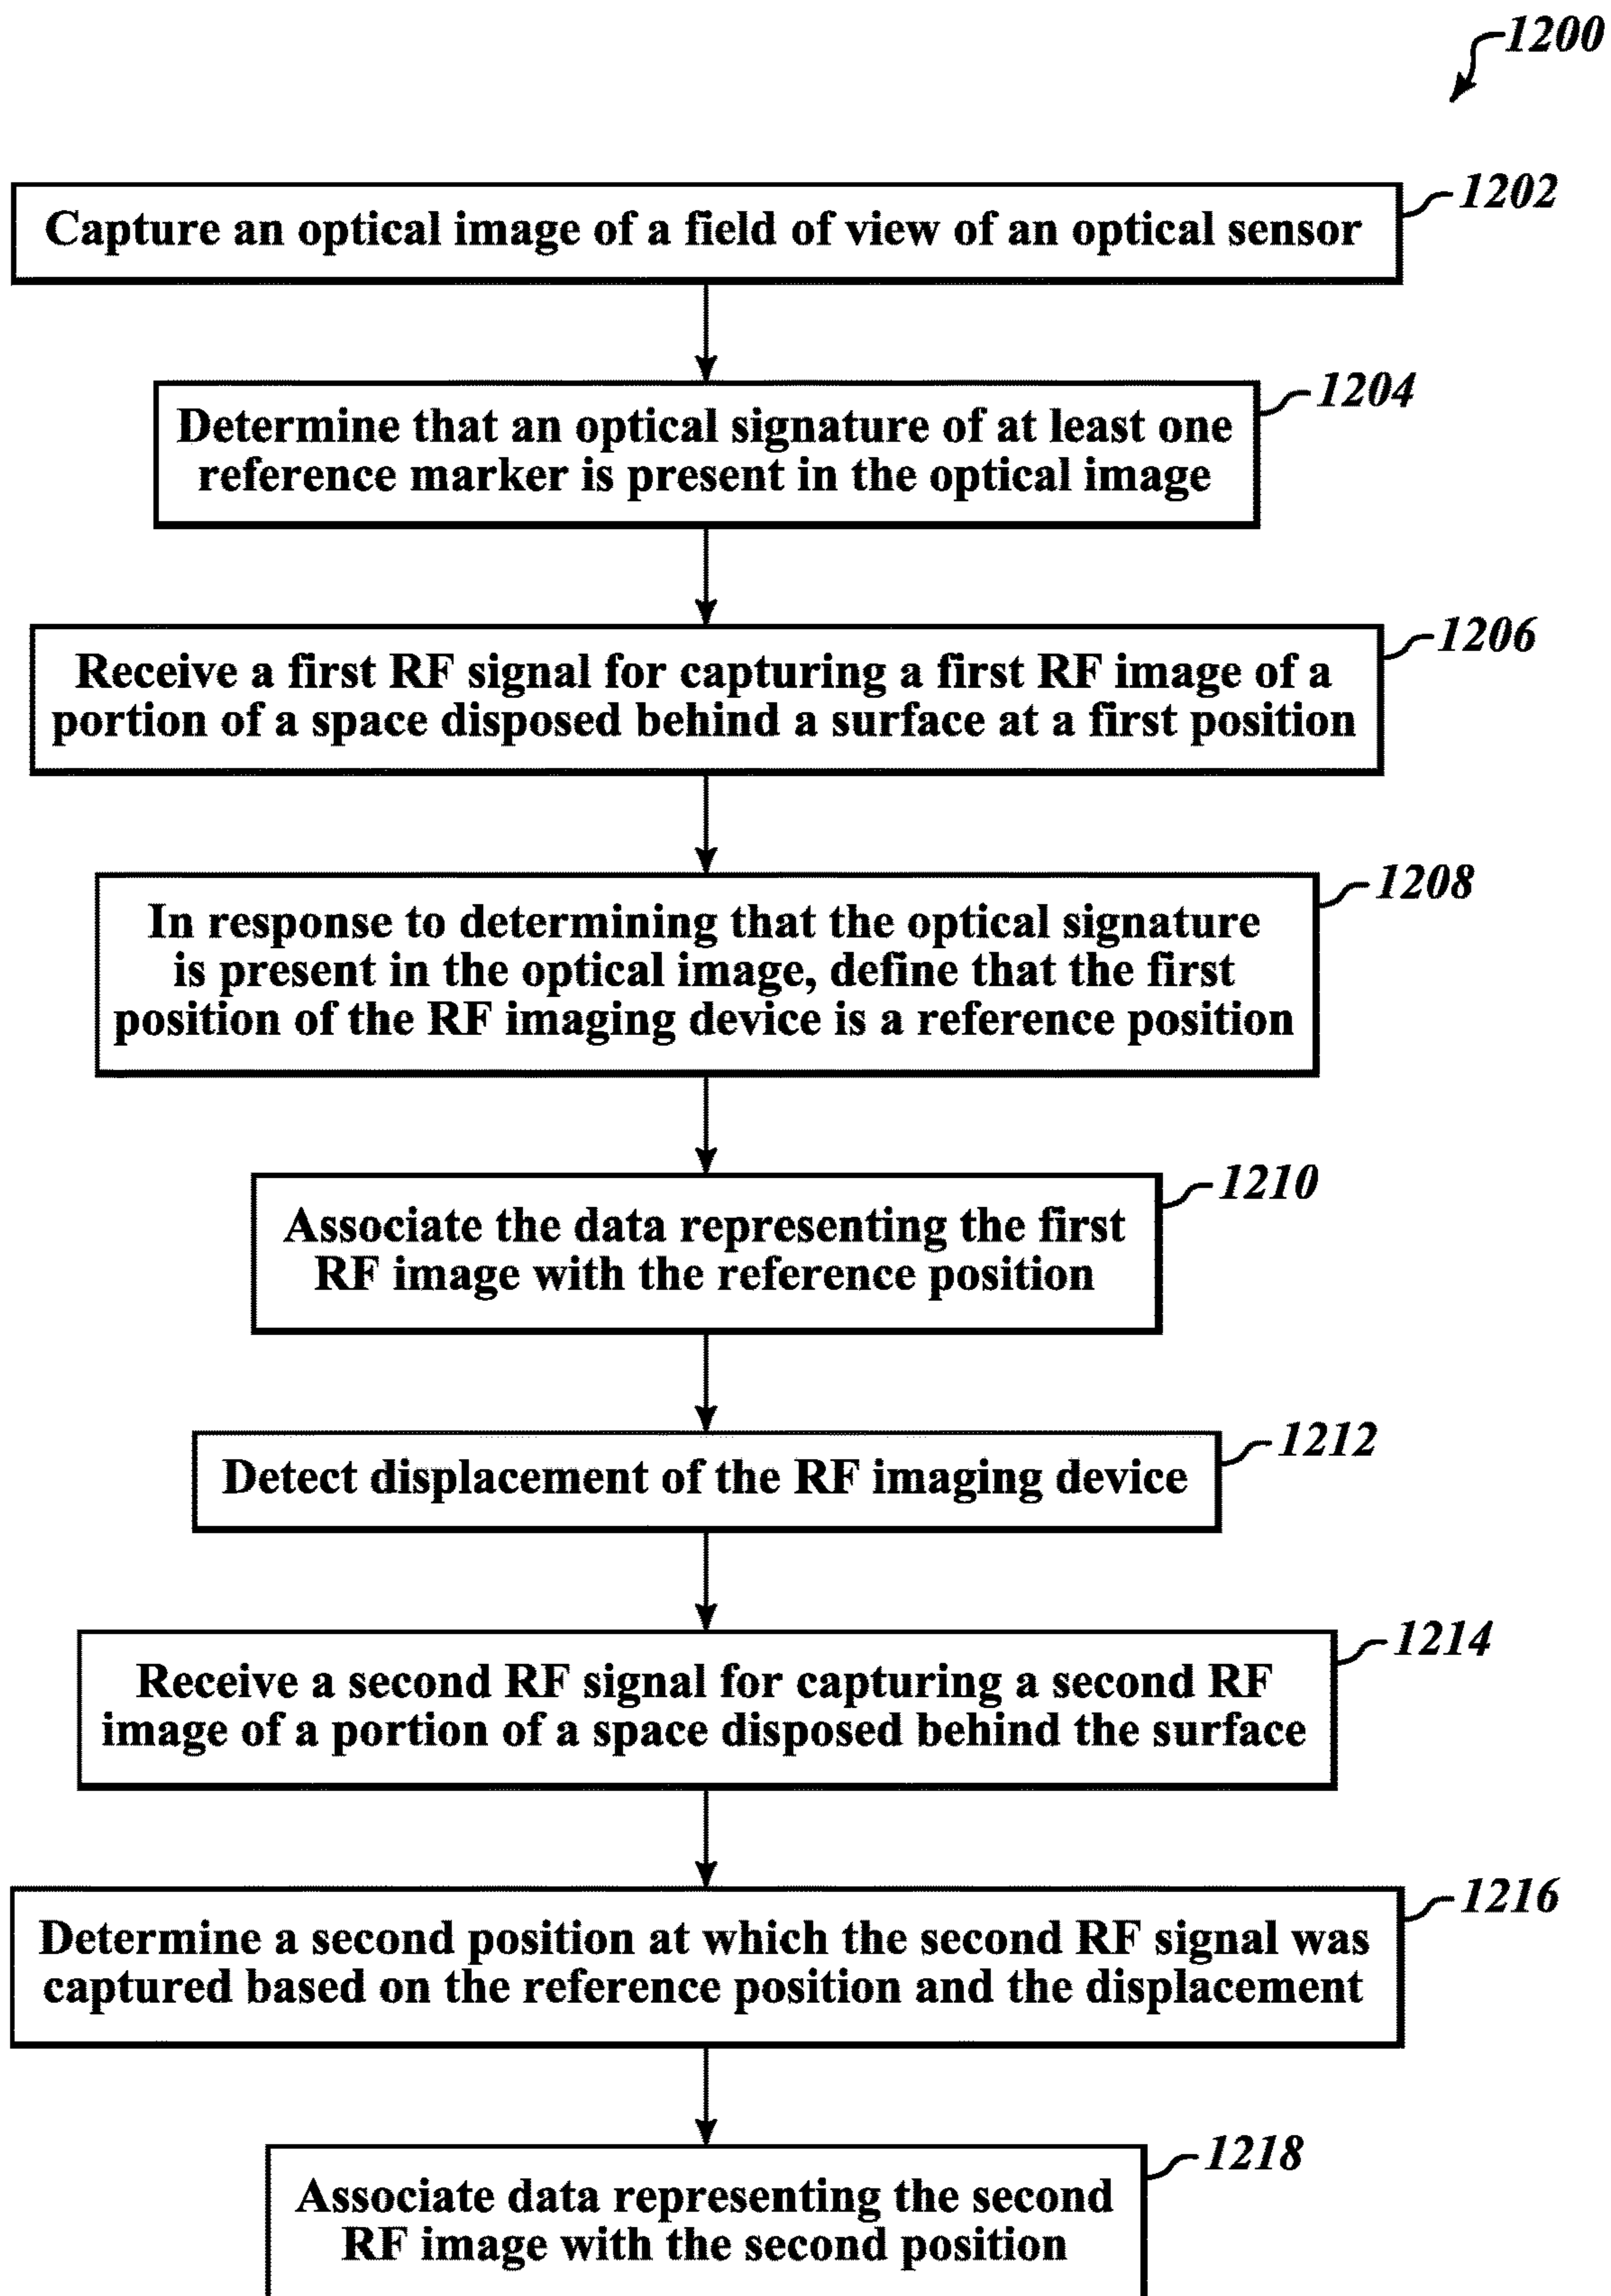 1200
1202
Capture an optical image of a field of view of an optical sensor
1204
Determine that an optical signature of at least one
reference marker is present in the optical image
1206
Receive a first RF signal for capturing a first RF image of a
portion of a space disposed behind a surface at a first position
1208
In response to determining that the optical signature
is present in the optical image, define that the first
position of the RF imaging device is a reference position
1210
Associate the data representing the first
RF image with the reference position
1212
Detect displacement of the RF imaging device
1214
Receive a second RF signal for capturing a second RF
image of a portion of a space disposed behind the surface
1216
Determine a second position at which the second RF signal was
captured based on the reference position and the displacement
1218
Associate data representing the second
RF image with the second position